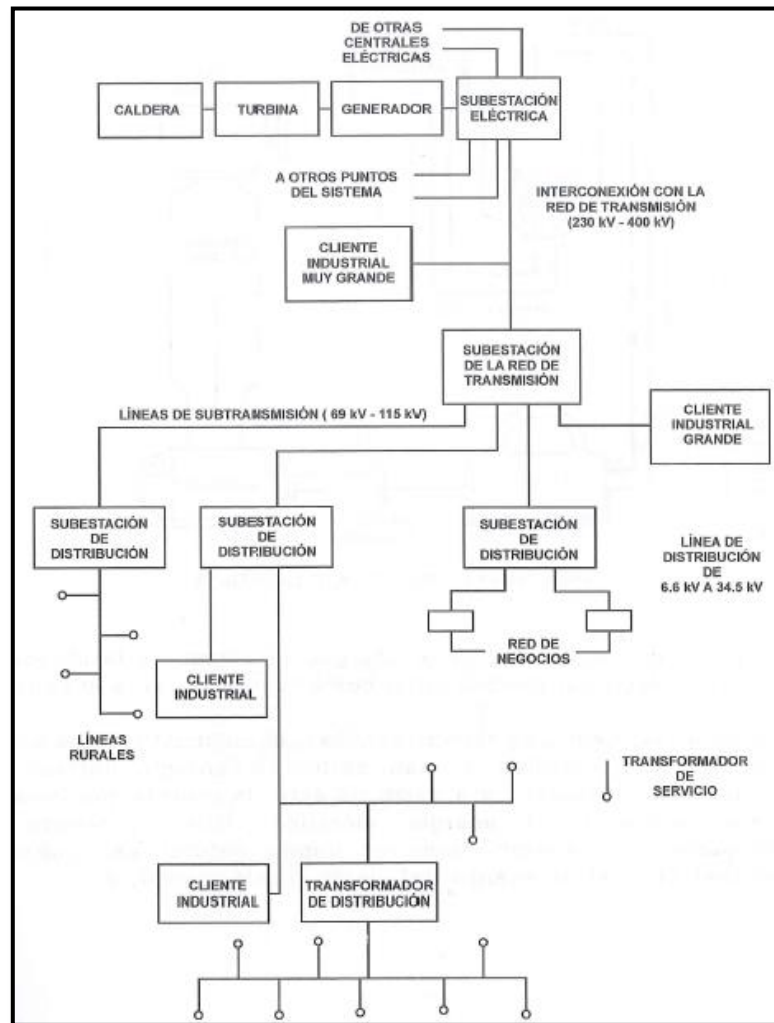 DE OTRAS
CENTRALES
ELÉCTRICAS
CALDERA
TURBINA
GENERADOR
SUBESTACIÓN
ELÉCTRICA
A OTROS PUNTOS
DEL SISTEMA
INTERCONEXIÓN CON LA
RED DE TRANSMISIÓN
(230 kV - 400 kV)
CLIENTE
INDUSTRIAL
MUY GRANDE
SUBESTACIÓN
DE LA RED DE
TRANSMISIÓN
LÍNEAS DE SUBTRANSMISIÓN ( 69 kV - 115 kV)
CLIENTE
INDUSTRIAL
GRANDE
SUBESTACIÓN
DE
DISTRIBUCIÓN
SUBESTACIÓN
DE
DISTRIBUCIÓN
SUBESTACIÓN
DE
DISTRIBUCIÓN
LÍNEA DE
DISTRIBUCIÓN
DE
6.6 kV A 34.5 kV
RED DE
NEGOCIOS
CLIENTE
INDUSTRIAL
LÍNEAS
RURALES
TRANSFORMADOR
DE
SERVICIO
CLIENTE
INDUSTRIAL
TRANSFORMADOR
DE DISTRIBUCIÓN